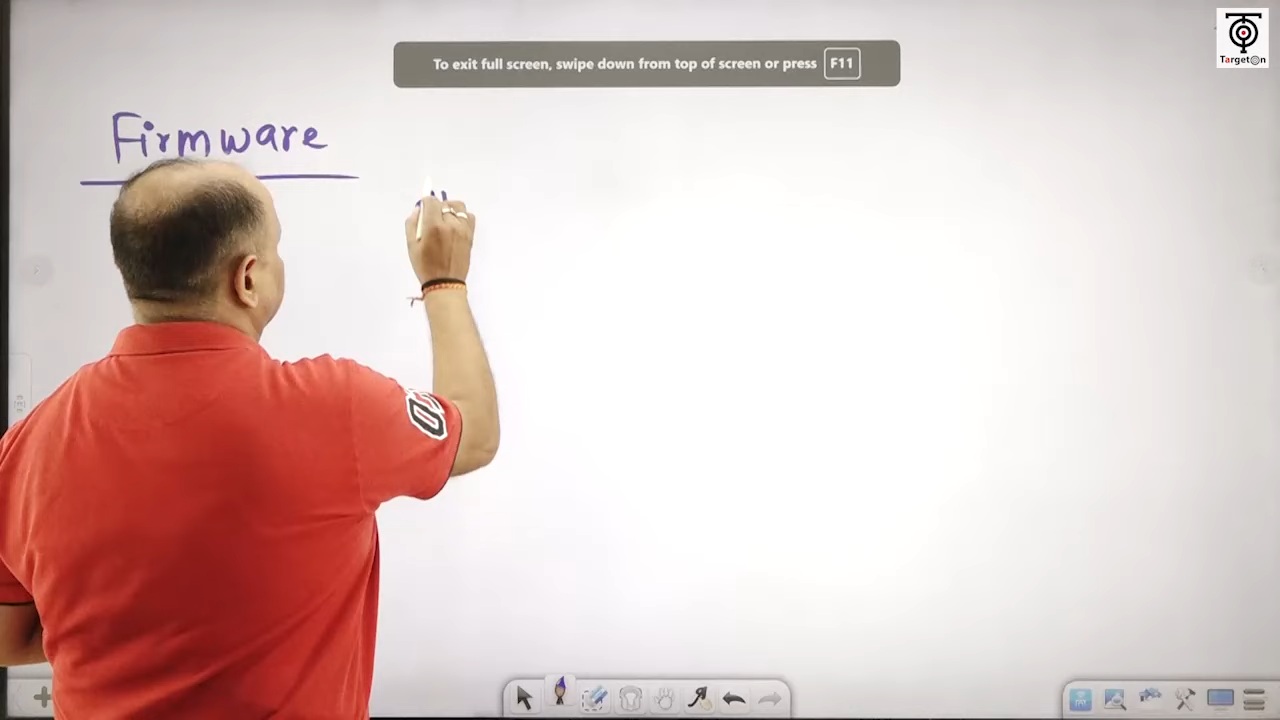 To exit full screen, swipe down from top of screen or press F11
TargetOn
Firmware